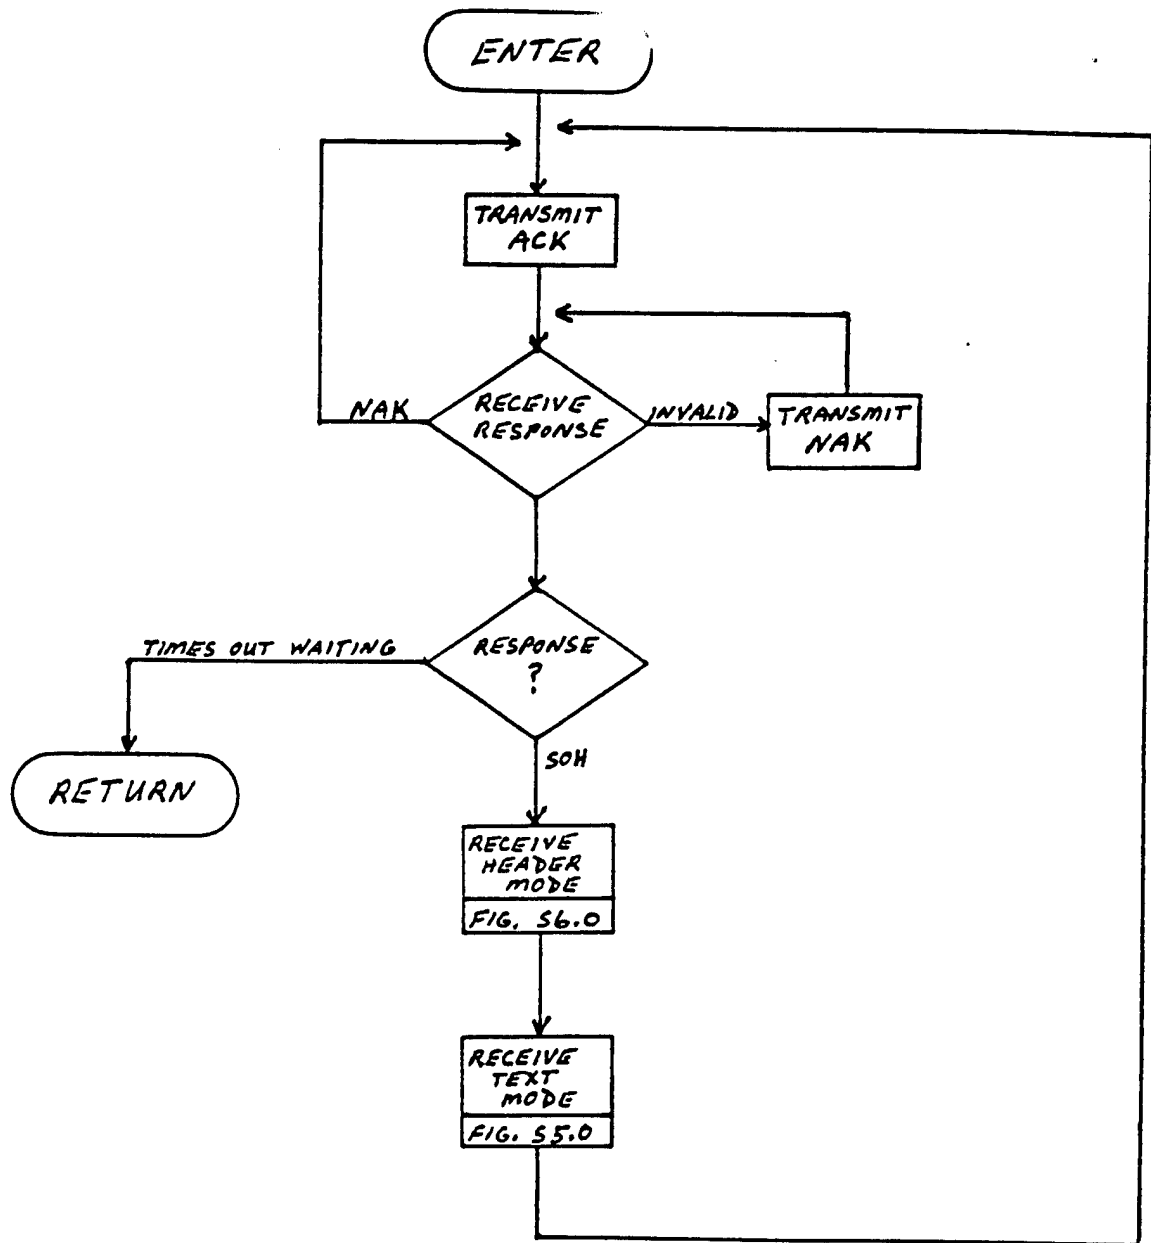 ENTER
TRANSMIT
ACK
NAK
RECEIVE
RESPONSE
INVALID
TRANSMIT
NAK
TIMES OUT WAITING
RESPONSE
?
RETURN
SOH
RECEIVE
HEADER
MODE
FIG. S6.0
RECEIVE
TEXT
MODE
FIG. S5.0